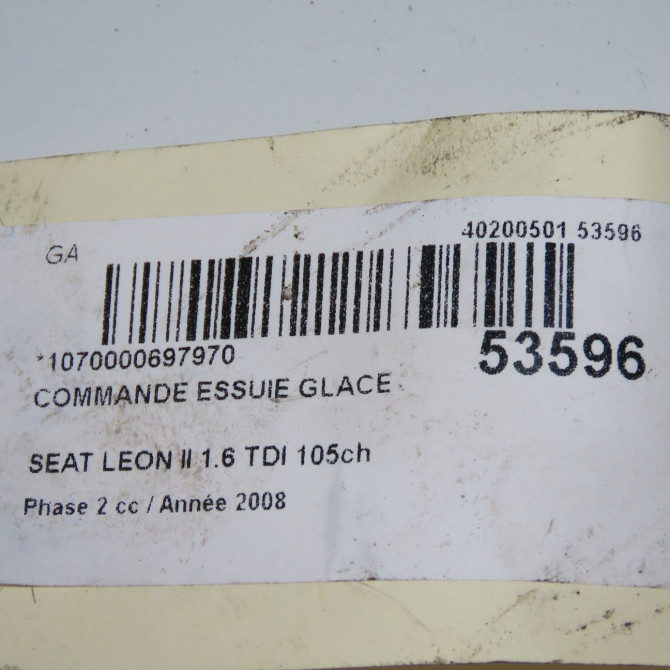 GA
40200501 53596
*1070000697970
53596
COMMANDE ESSUIE GLACE
SEAT LEON II 1.6 TDI 105ch
Phase 2 cc / Année 2008